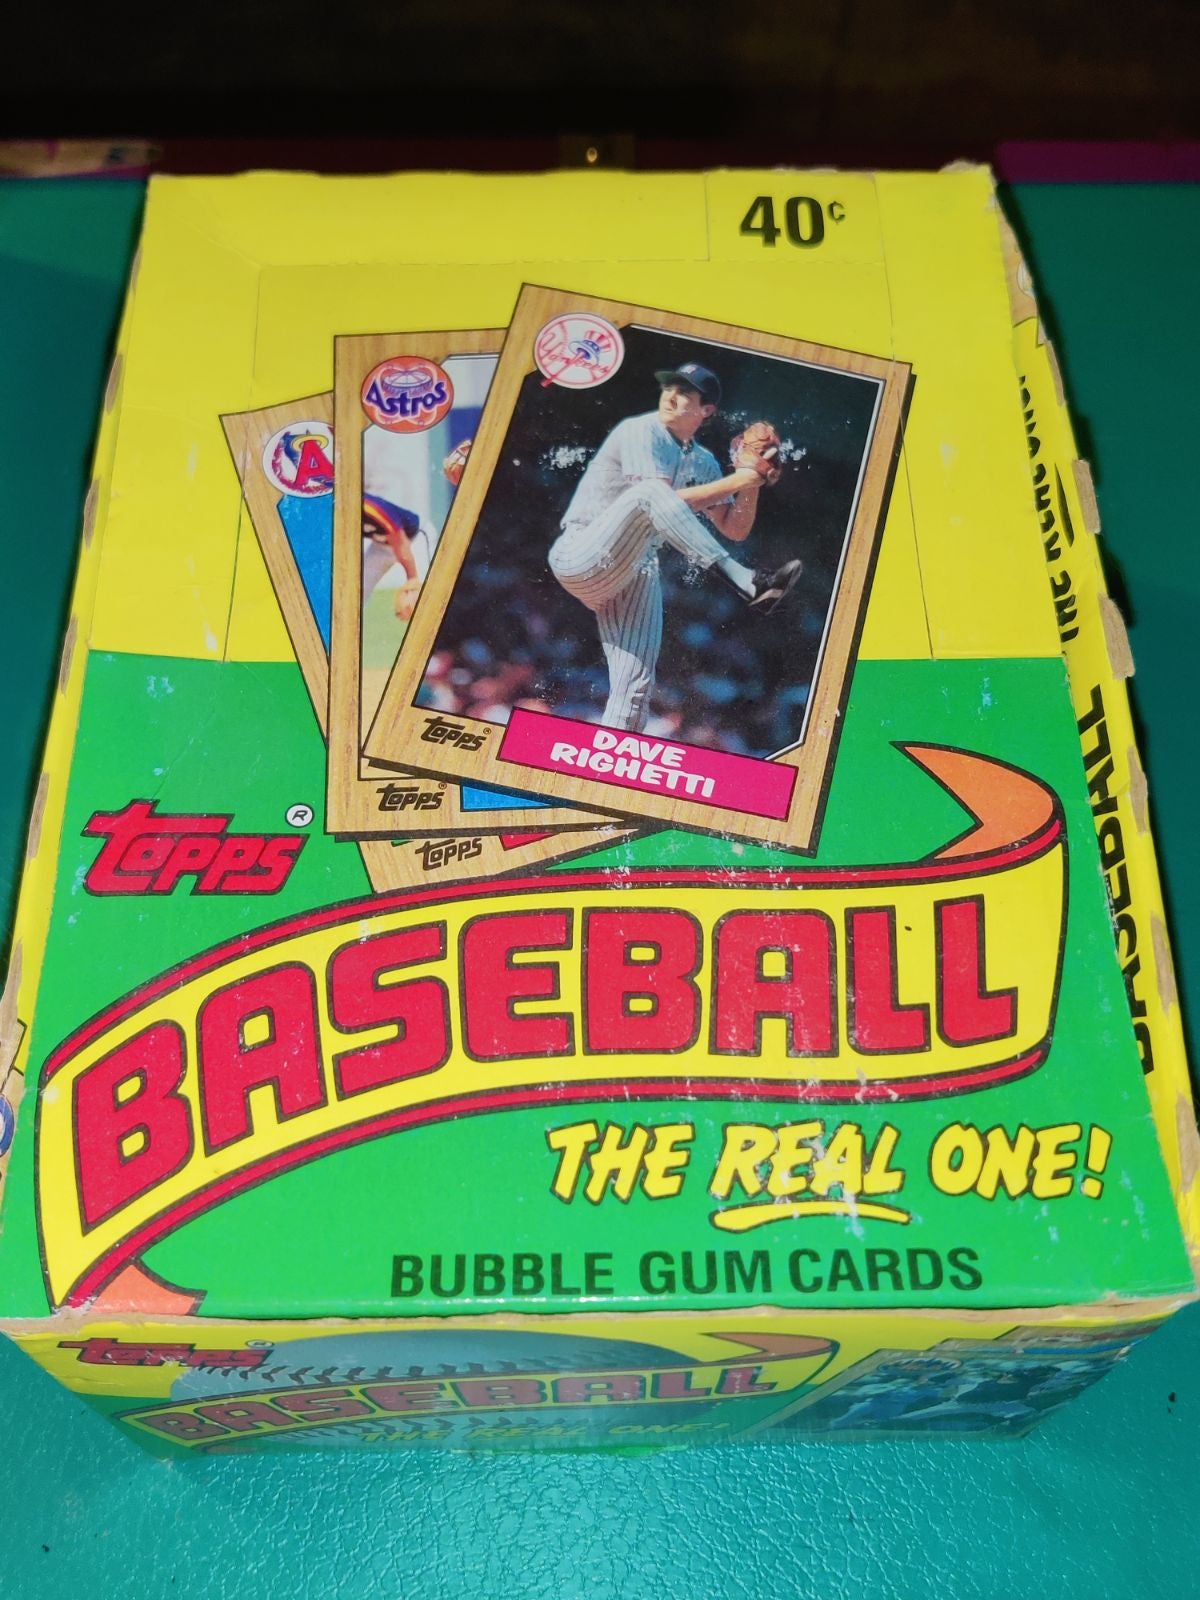 40¢
Yankees
Astros
A
topps
DAVE
RIGHETTI
topps
topps
topps ®
BASEBALL
THE REAL ONE!
BUBBLE GUM CARDS
THE REAL ONE!
BASEBALL
topps ®
BASEBALL
THE REAL ONE!